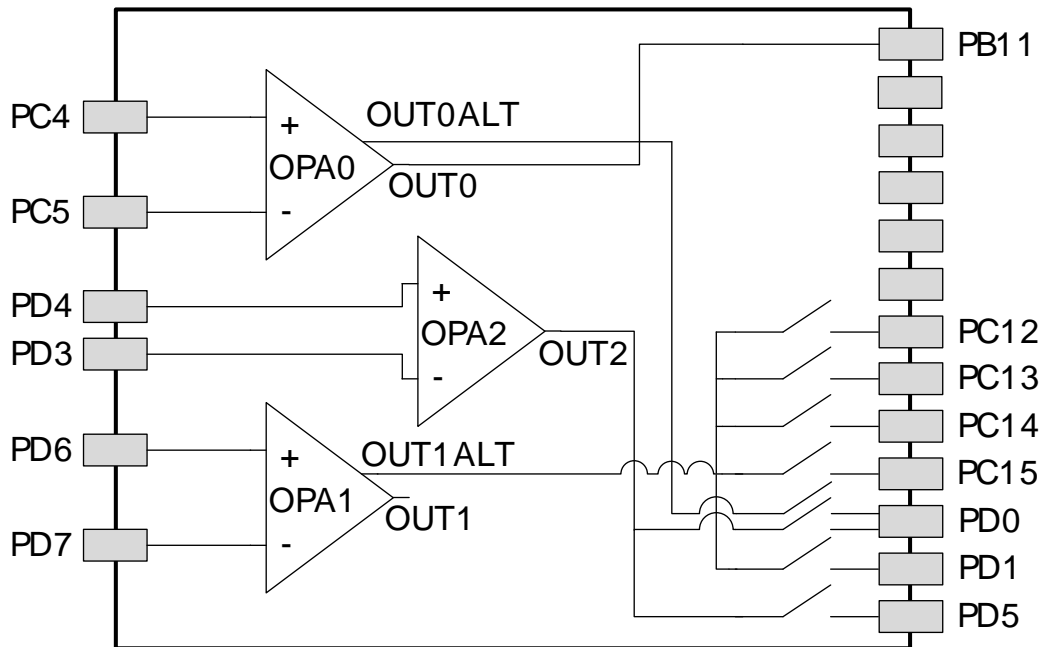 PB11
PC4
+
OUT0ALT
OPA0
OUT0
PC5
-
PD4
+
PC12
OPA2
OUT2
PD3
-
PC13
PC14
PD6
+
OUT1ALT
PC15
OPA1
OUT1
PD0
PD7
-
PD1
PD5